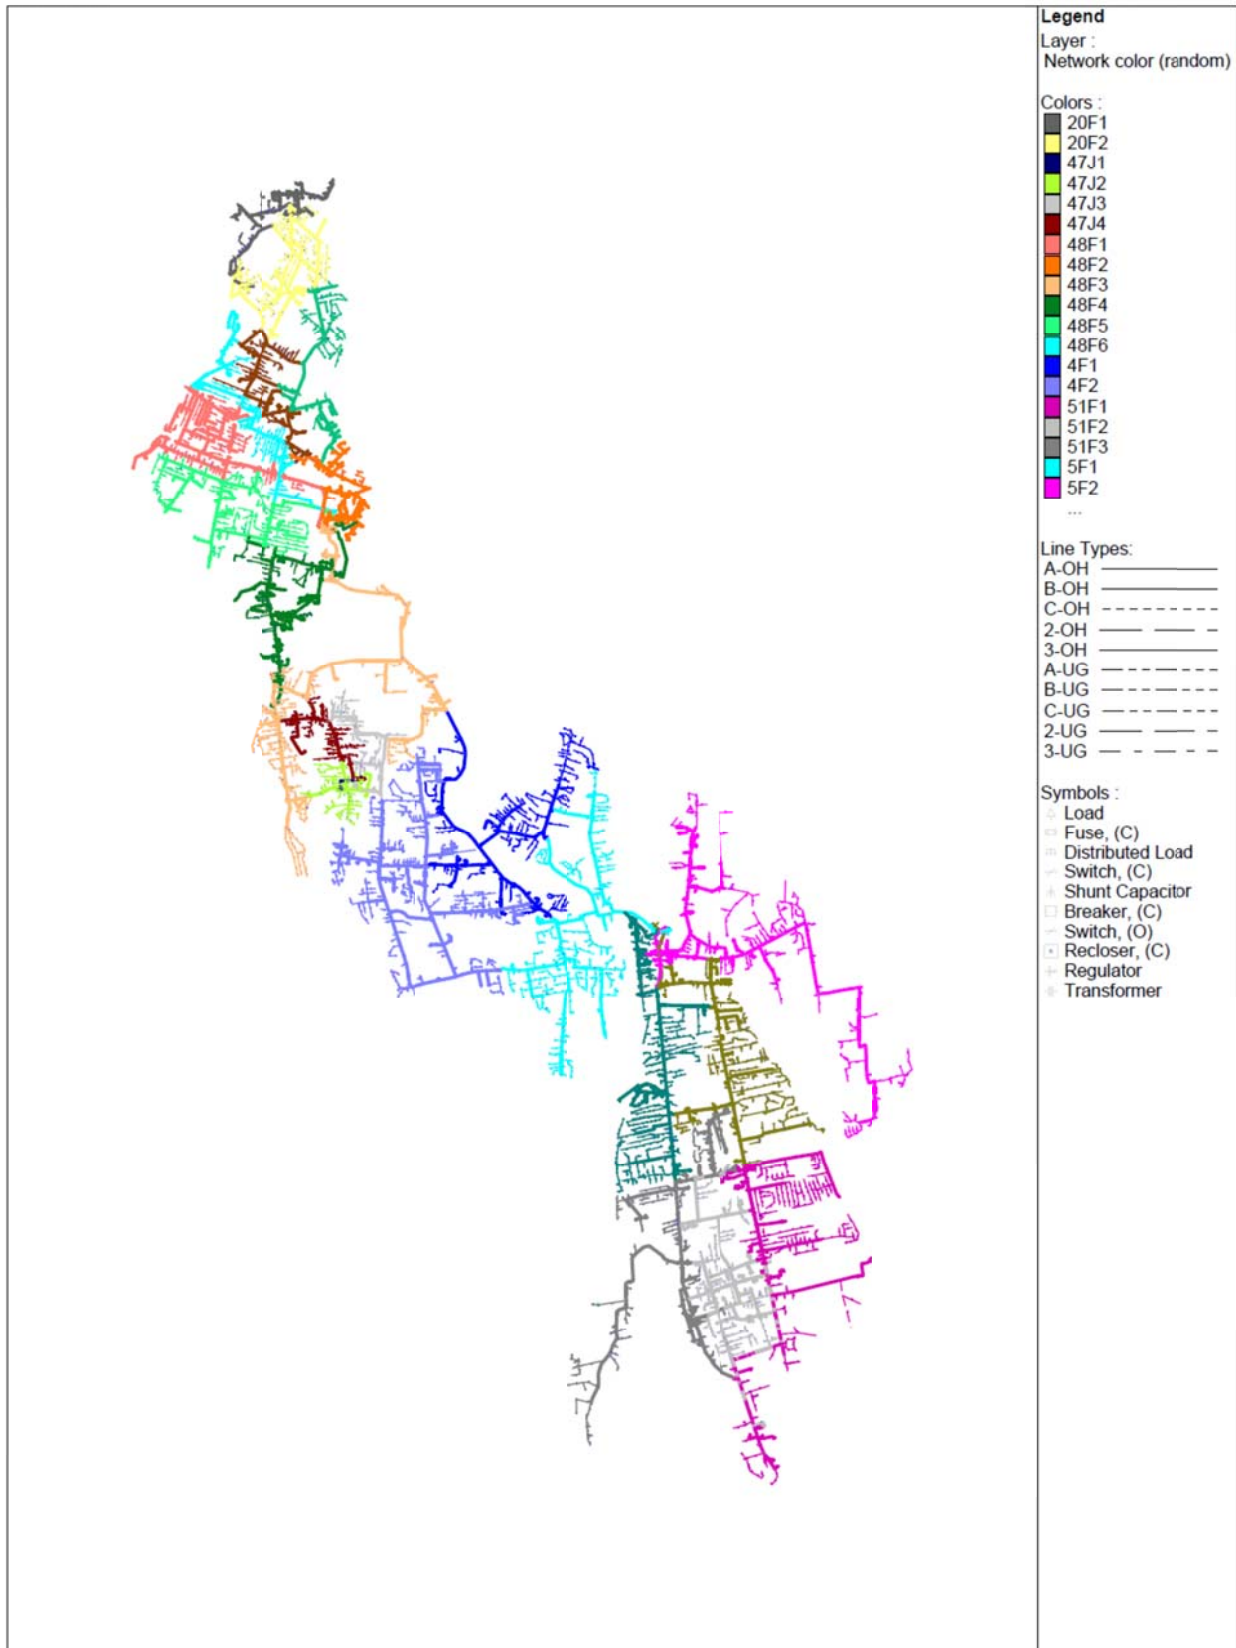 Legend
Layer :
Network color (random)
Colors :
20F1
20F2
47J1
47J2
47J3
47J4
48F1
48F2
48F3
48F4
48F5
48F6
4F1
4F2
51F1
51F2
51F3
5F1
5F2
...
Line Types:
A-OH
B-OH
C-OH
2-OH
3-OH
A-UG
B-UG
C-UG
2-UG
3-UG
Symbols :
Load
Fuse, (C)
Distributed Load
Switch, (C)
Shunt Capacitor
Breaker, (C)
Switch, (O)
Recloser, (C)
Regulator
Transformer